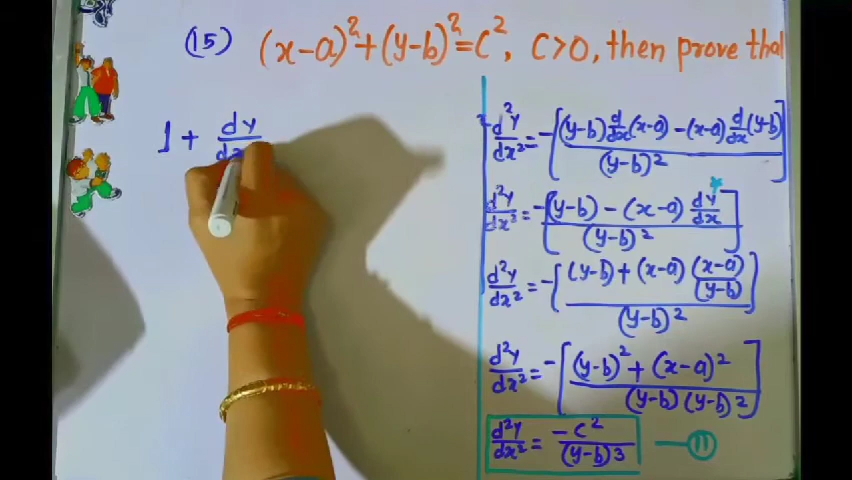 (15) (x-a)²+(y-b)²=c², c>0, then prove that
1 + dy/dx
d²y/dx² = -[(y-b) d/dx (x-a) - (x-a) d/dx (y-b) / (y-b)²]
d²y/dx² = -[(y-b) - (x-a) dy/dx / (y-b)²]
d²y/dx² = -[(y-b) + (x-a) (x-a)/(y-b) / (y-b)²]
d²y/dx² = -[(y-b)² + (x-a)² / (y-b) (y-b)²]
d²y/dx² = -c²/(y-b)³ — 11